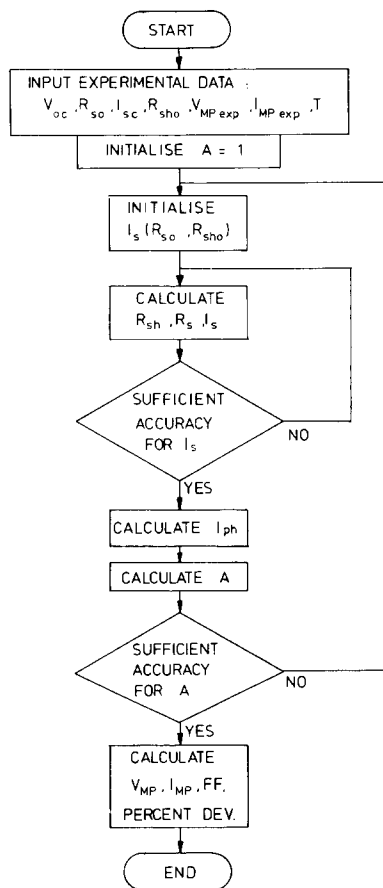 START
INPUT EXPERIMENTAL DATA :
V_oc , R_so , I_sc , R_sho , V_MP exp , I_MP exp , T
INITIALISE A = 1
INITIALISE
I_s (R_so , R_sho)
CALCULATE
R_sh , R_s , I_s
SUFFICIENT
ACCURACY
FOR I_s
NO
YES
CALCULATE I_ph
CALCULATE A
SUFFICIENT
ACCURACY
FOR A
NO
YES
CALCULATE
V_MP , I_MP , FF,
PERCENT DEV.
END